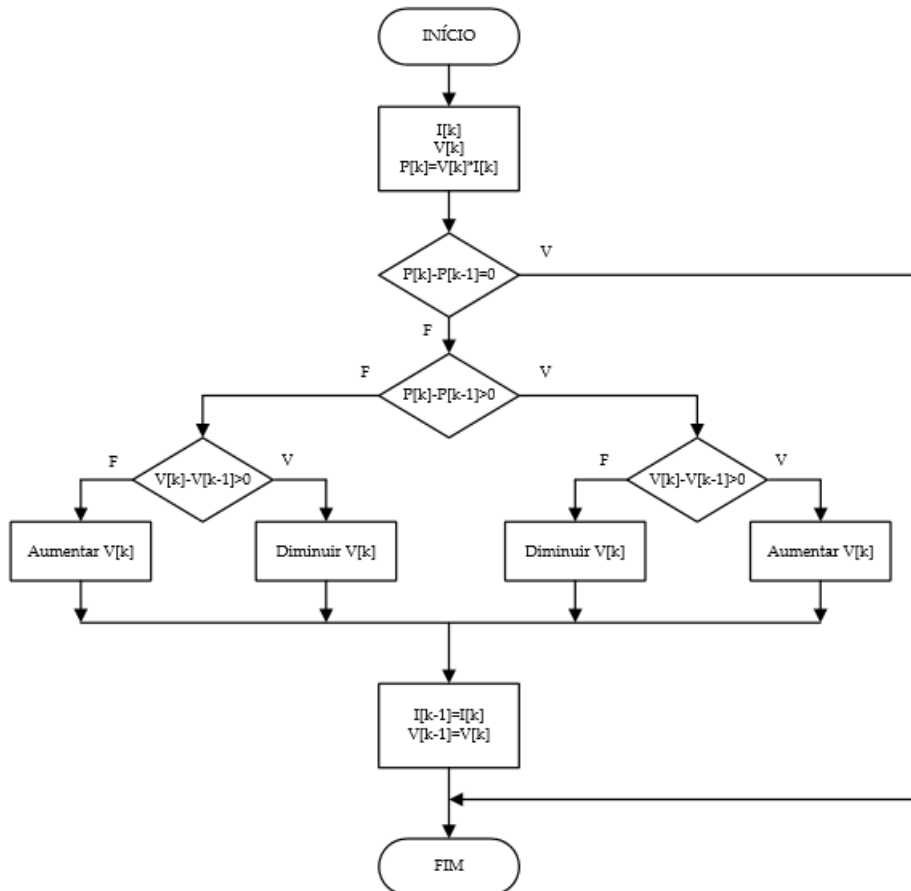 INÍCIO
I[k]
V[k]
P[k]=V[k]*I[k]
V
P[k]-P[k-1]=0
F
F
V
P[k]-P[k-1]>0
F
V
F
V
V[k]-V[k-1]>0
V[k]-V[k-1]>0
Aumentar V[k]
Diminuir V[k]
Diminuir V[k]
Aumentar V[k]
I[k-1]=I[k]
V[k-1]=V[k]
FIM